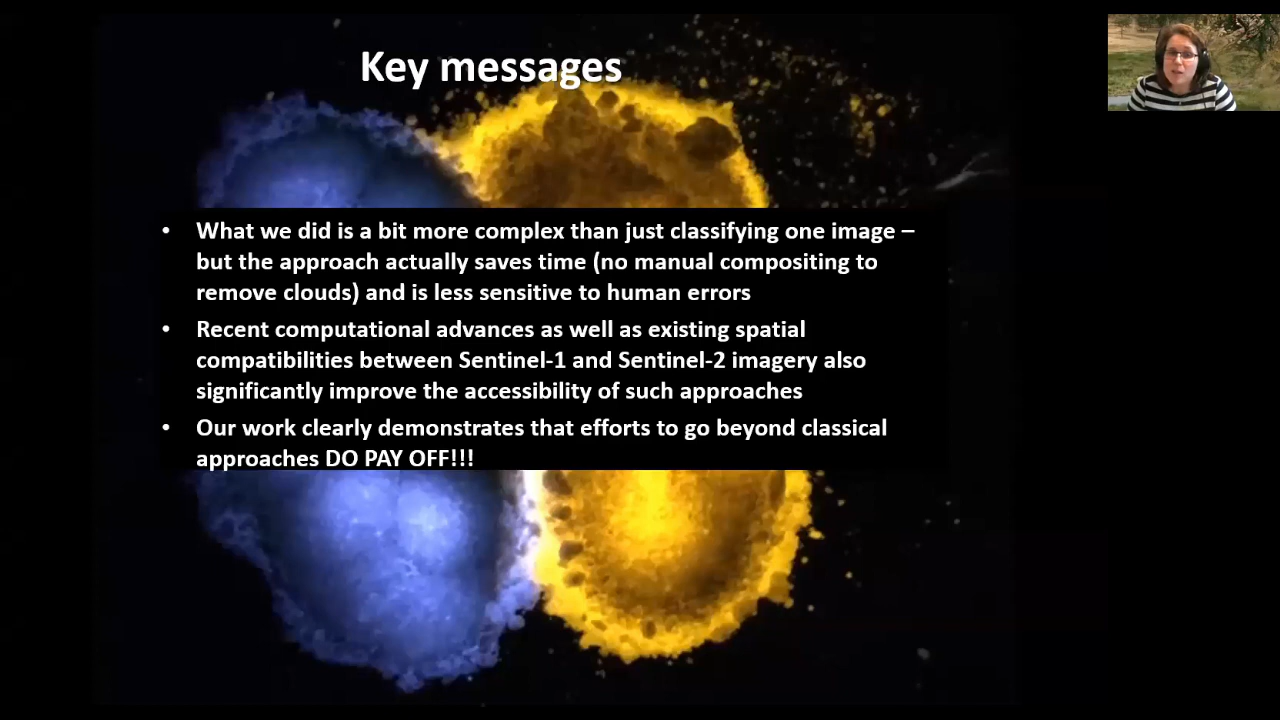 Key messages
• What we did is a bit more complex than just classifying one image –
but the approach actually saves time (no manual compositing to
remove clouds) and is less sensitive to human errors
• Recent computational advances as well as existing spatial
compatibilities between Sentinel-1 and Sentinel-2 imagery also
significantly improve the accessibility of such approaches
• Our work clearly demonstrates that efforts to go beyond classical
approaches DO PAY OFF!!!